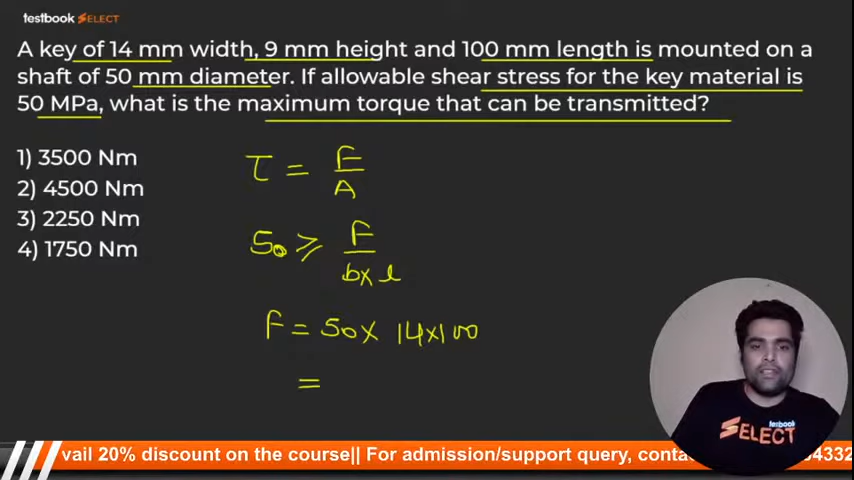 testbook SELECT
A key of 14 mm width, 9 mm height and 100 mm length is mounted on a
shaft of 50 mm diameter. If allowable shear stress for the key material is
50 MPa, what is the maximum torque that can be transmitted?
1) 3500 Nm
2) 4500 Nm
3) 2250 Nm
4) 1750 Nm
τ = F/A
50 ≥ F/b×l
F = 50× 14×100
=
testbook
SELECT
vail 20% discount on the course|| For admission/support query, conta 04332